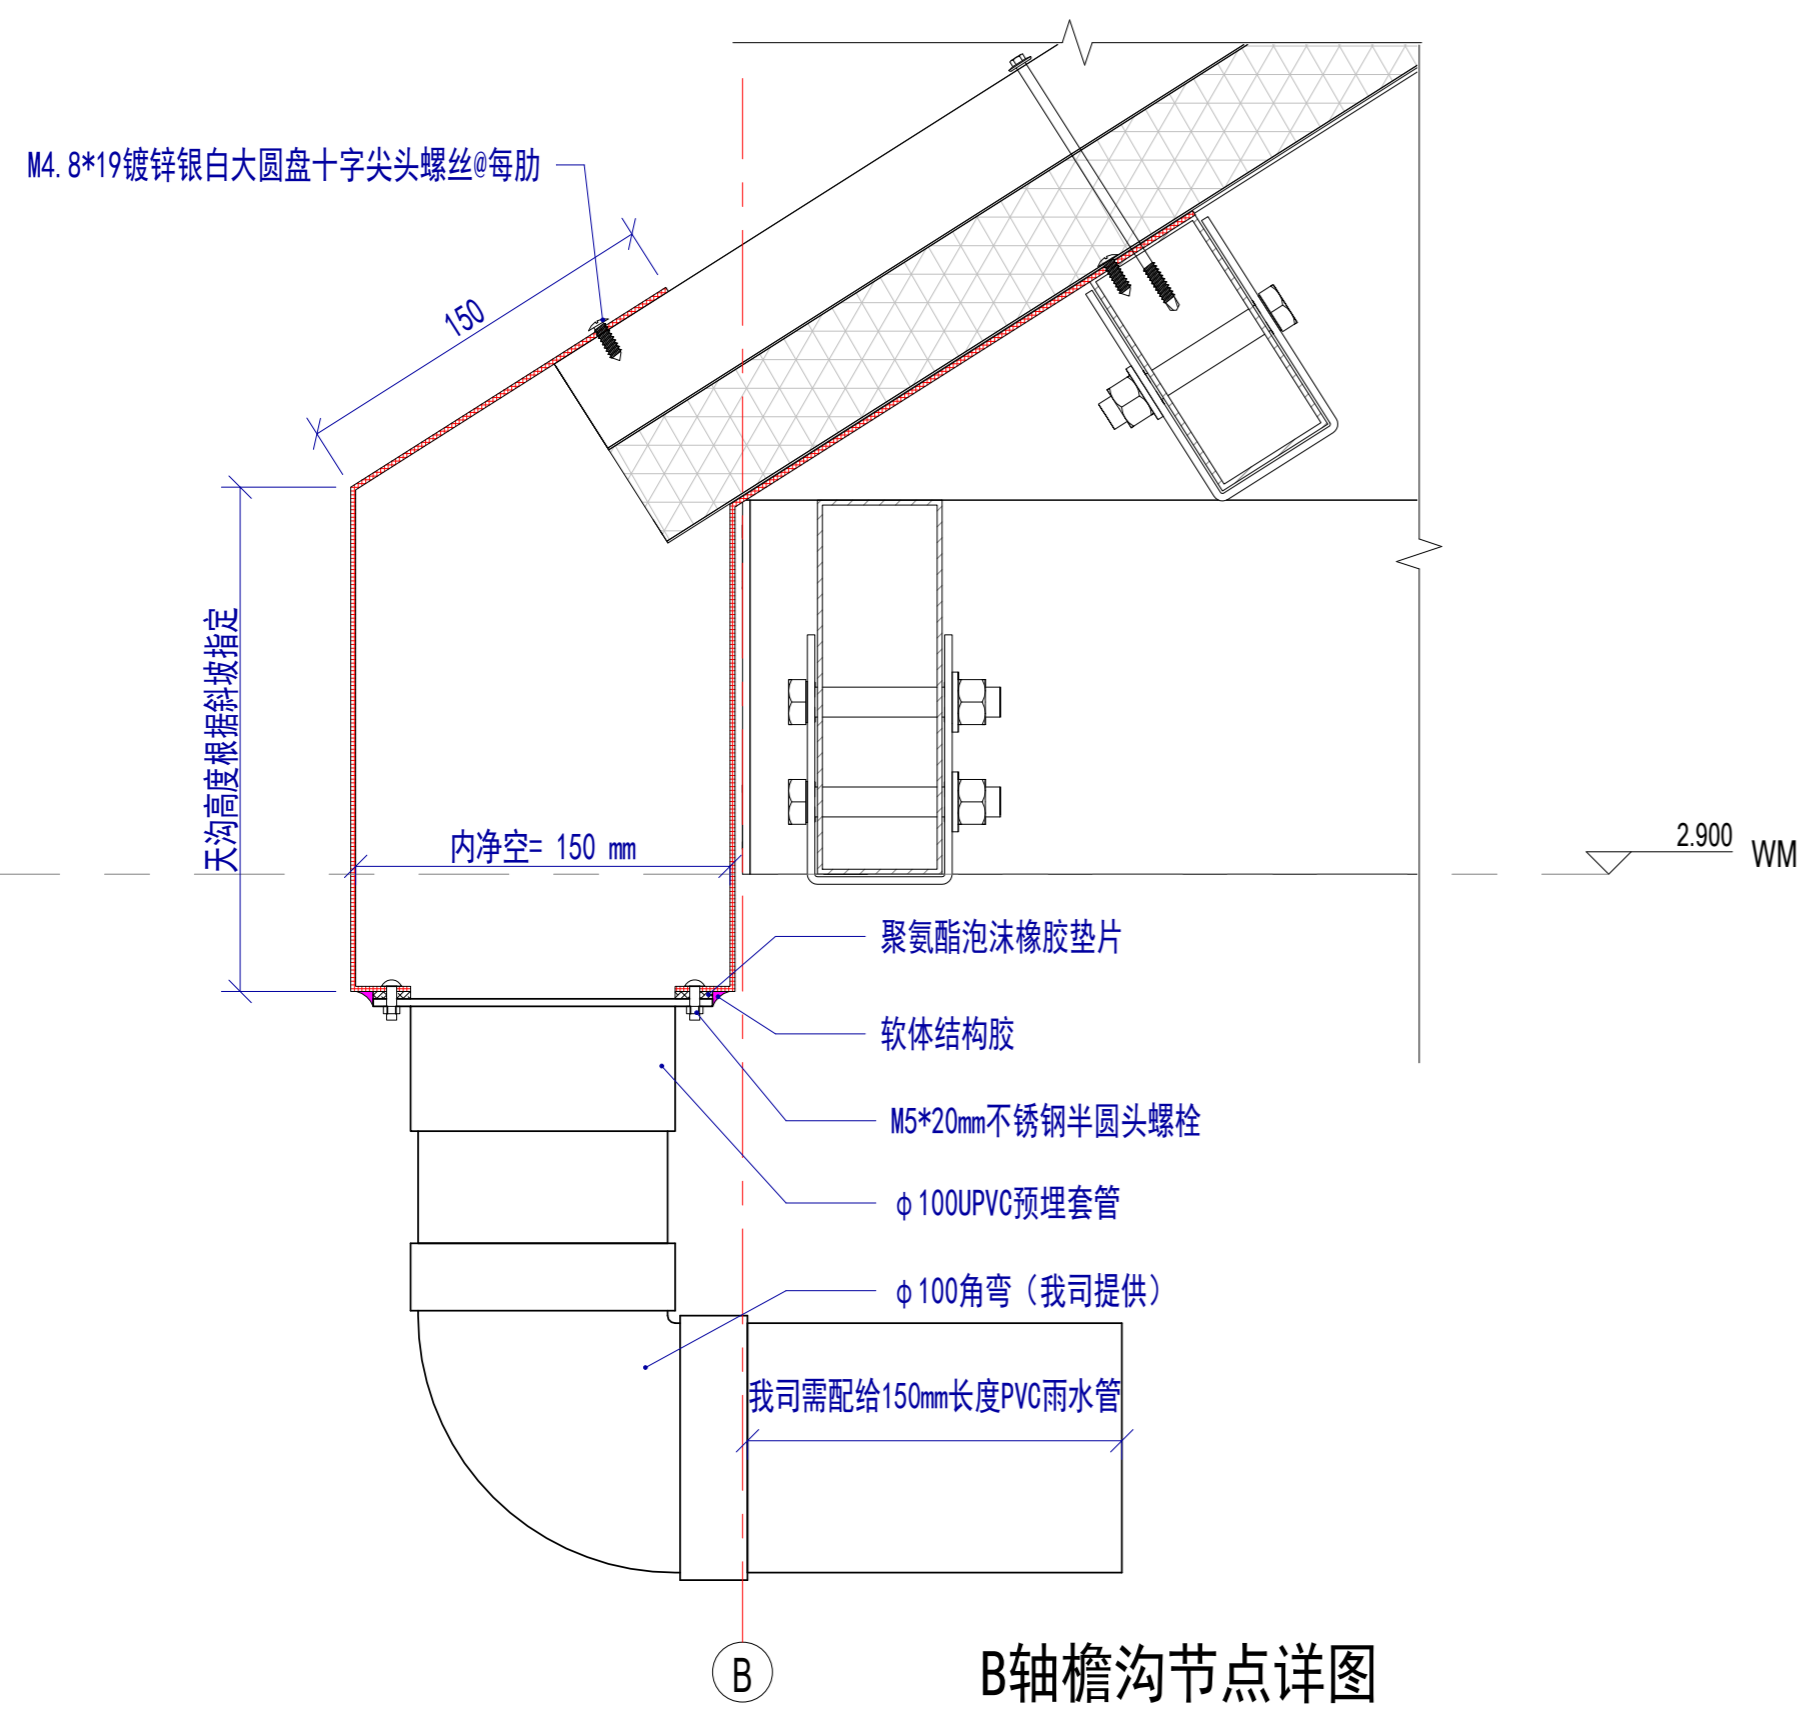 M4.8*19镀锌银白大圆盘十字尖头螺丝@每肋
150
天沟高度根据斜坡指定
内净空= 150 mm
2.900
WM
聚氨酯泡沫橡胶垫片
软体结构胶
M5*20mm不锈钢半圆头螺栓
φ100UPVC预埋套管
φ100角弯（我司提供）
我司需配给150mm长度PVC雨水管
B
B轴檐沟节点详图